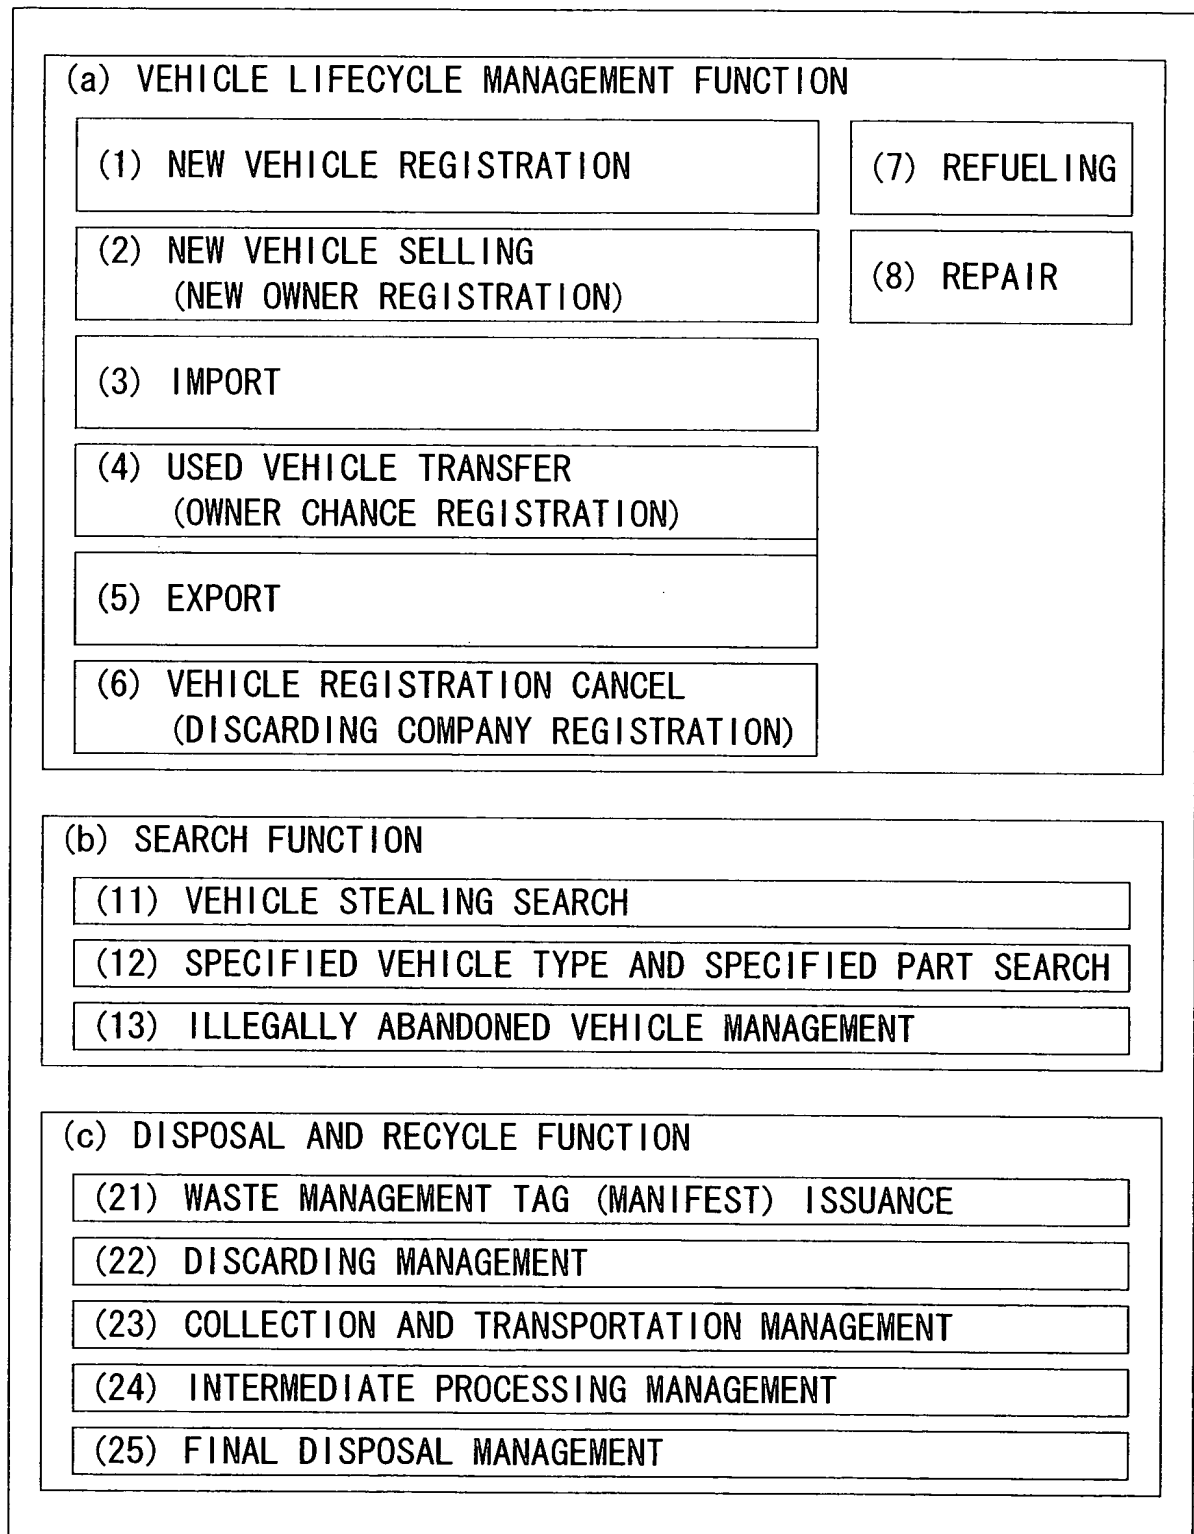 (a) VEHICLE LIFECYCLE MANAGEMENT FUNCTION
(1) NEW VEHICLE REGISTRATION
(2) NEW VEHICLE SELLING
(NEW OWNER REGISTRATION)
(3) IMPORT
(4) USED VEHICLE TRANSFER
(OWNER CHANCE REGISTRATION)
(5) EXPORT
(6) VEHICLE REGISTRATION CANCEL
(DISCARDING COMPANY REGISTRATION)
(7) REFUELING
(8) REPAIR
(b) SEARCH FUNCTION
(11) VEHICLE STEALING SEARCH
(12) SPECIFIED VEHICLE TYPE AND SPECIFIED PART SEARCH
(13) ILLEGALLY ABANDONED VEHICLE MANAGEMENT
(c) DISPOSAL AND RECYCLE FUNCTION
(21) WASTE MANAGEMENT TAG (MANIFEST) ISSUANCE
(22) DISCARDING MANAGEMENT
(23) COLLECTION AND TRANSPORTATION MANAGEMENT
(24) INTERMEDIATE PROCESSING MANAGEMENT
(25) FINAL DISPOSAL MANAGEMENT